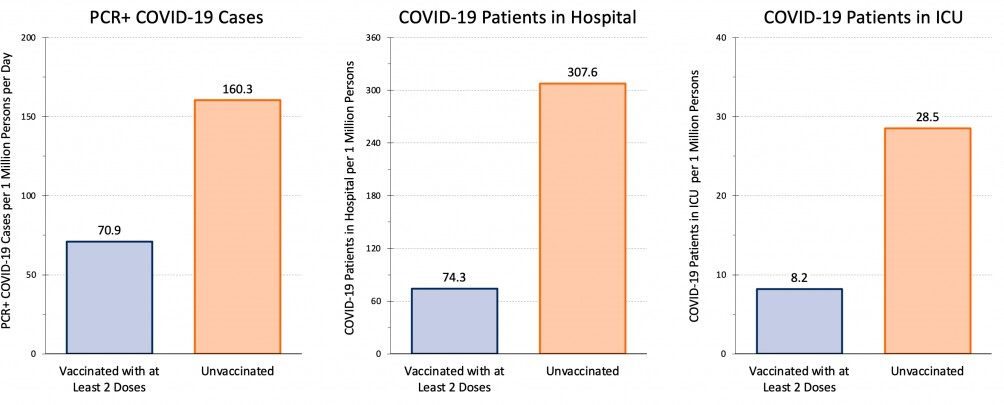 PCR+ COVID-19 Cases
PCR+ COVID-19 Cases per 1 Million Persons per Day
200
150
100
50
0
70.9
160.3
Vaccinated with at
Least 2 Doses
Unvaccinated
COVID-19 Patients in Hospital
COVID-19 Patients in Hospital per 1 Million Persons
360
300
240
180
120
60
0
74.3
307.6
Vaccinated with at
Least 2 Doses
Unvaccinated
COVID-19 Patients in ICU
COVID-19 Patients in ICU per 1 Million Persons
40
30
20
10
0
8.2
28.5
Vaccinated with at
Least 2 Doses
Unvaccinated